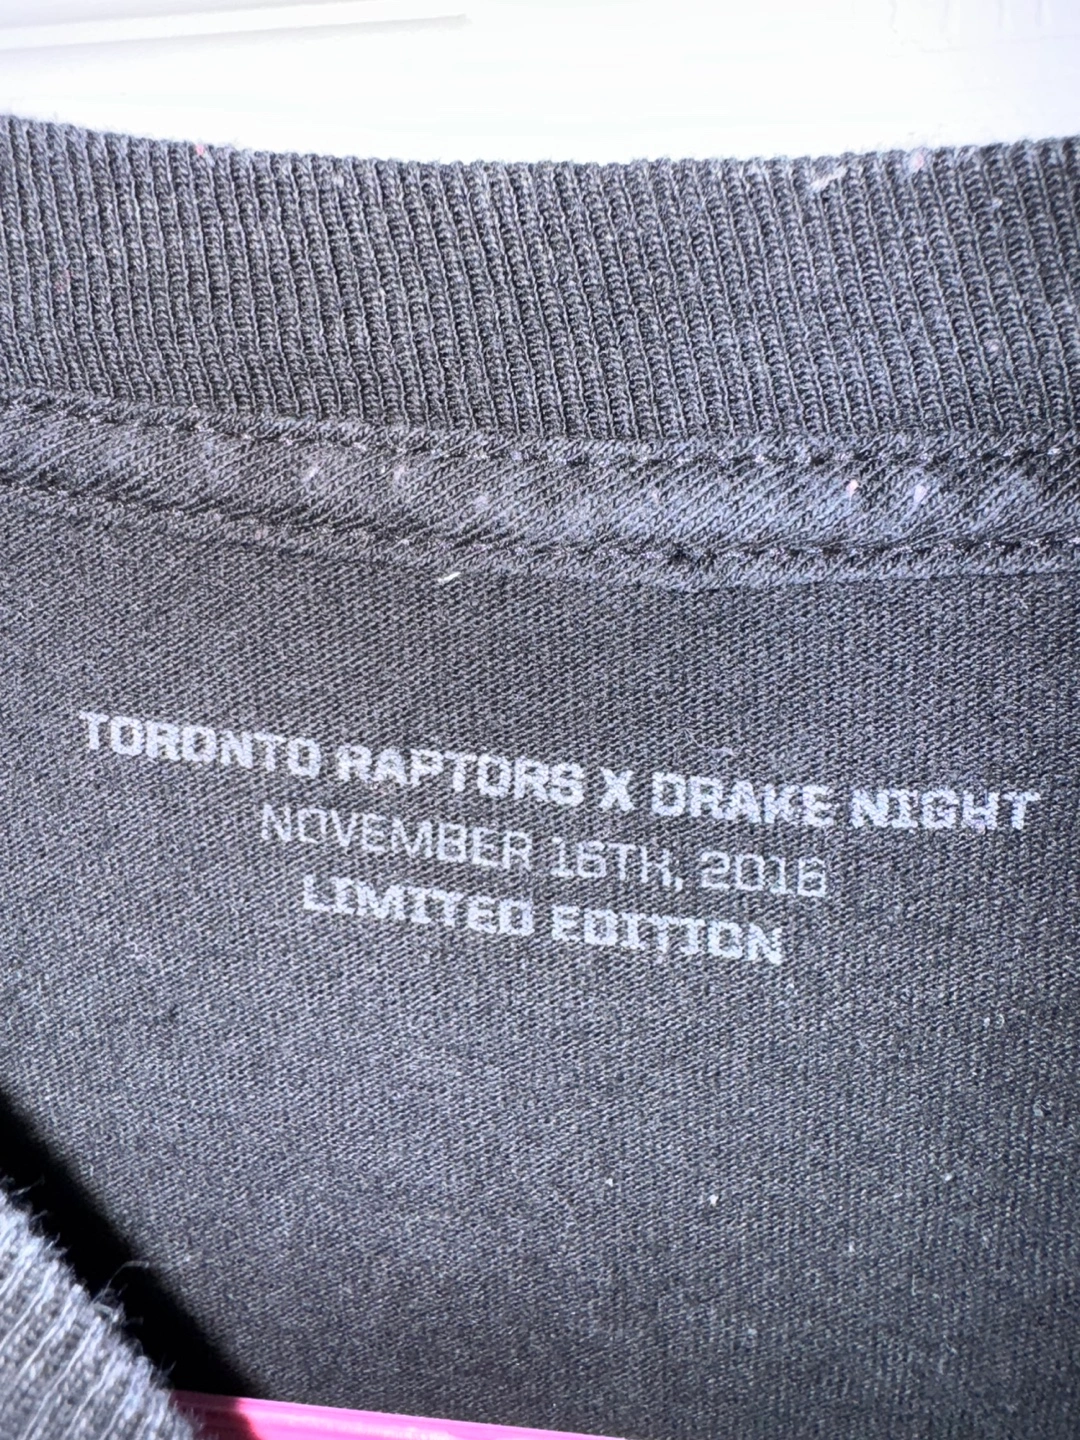 TORONTO RAPTORS X DRAKE NIGHT
NOVEMBER 16TH, 2016
LIMITED EDITION